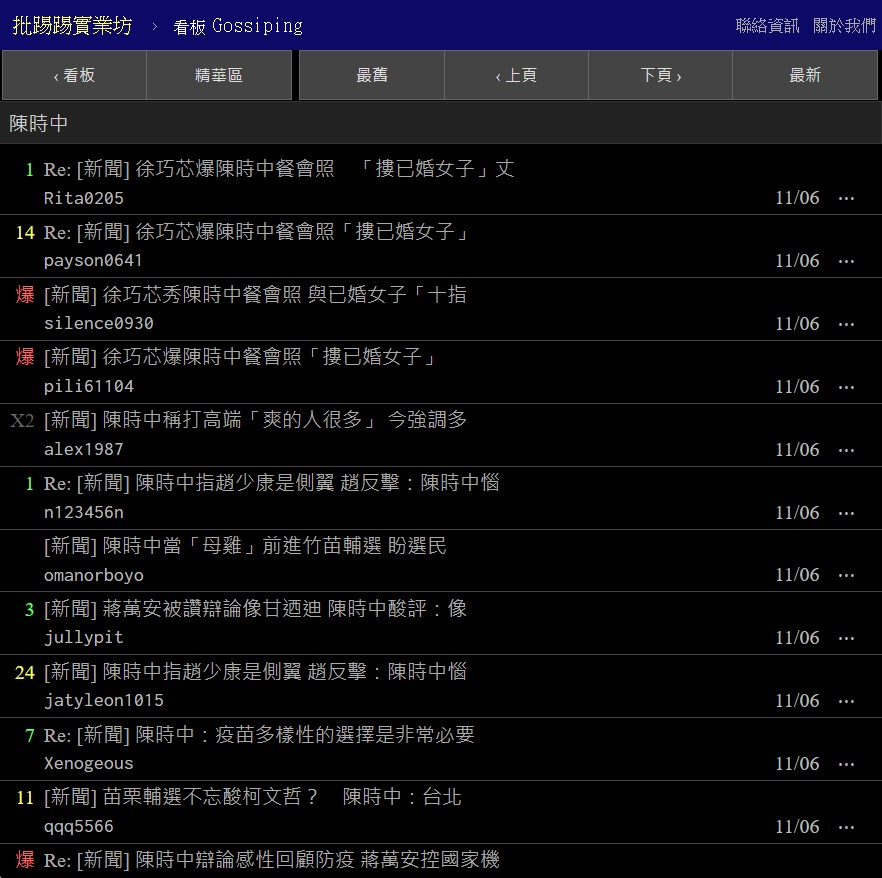 批踢踢實業坊 › 看板 Gossiping 聯絡資訊 關於我們
‹ 看板 精華區 最舊 ‹ 上頁 下頁 › 最新
陳時中
1 Re: [新聞] 徐巧芯爆陳時中餐會照　「摟已婚女子」丈
Rita0205 11/06 ⋯
14 Re: [新聞] 徐巧芯爆陳時中餐會照「摟已婚女子」
payson0641 11/06 ⋯
爆 [新聞] 徐巧芯秀陳時中餐會照 與已婚女子「十指
silence0930 11/06 ⋯
爆 [新聞] 徐巧芯爆陳時中餐會照「摟已婚女子」
pili61104 11/06 ⋯
X2 [新聞] 陳時中稱打高端「爽的人很多」 今強調多
alex1987 11/06 ⋯
1 Re: [新聞] 陳時中指趙少康是側翼 趙反擊：陳時中惱
n123456n 11/06 ⋯
[新聞] 陳時中當「母雞」前進竹苗輔選 盼選民
omanorboyo 11/06 ⋯
3 [新聞] 蔣萬安被讚辯論像甘迺迪 陳時中酸評：像
jullypit 11/06 ⋯
24 [新聞] 陳時中指趙少康是側翼 趙反擊：陳時中惱
jatyleon1015 11/06 ⋯
7 Re: [新聞] 陳時中：疫苗多樣性的選擇是非常必要
Xenogeous 11/06 ⋯
11 [新聞] 苗栗輔選不忘酸柯文哲？　陳時中：台北
qqq5566 11/06 ⋯
爆 Re: [新聞] 陳時中辯論感性回顧防疫 蔣萬安控國家機